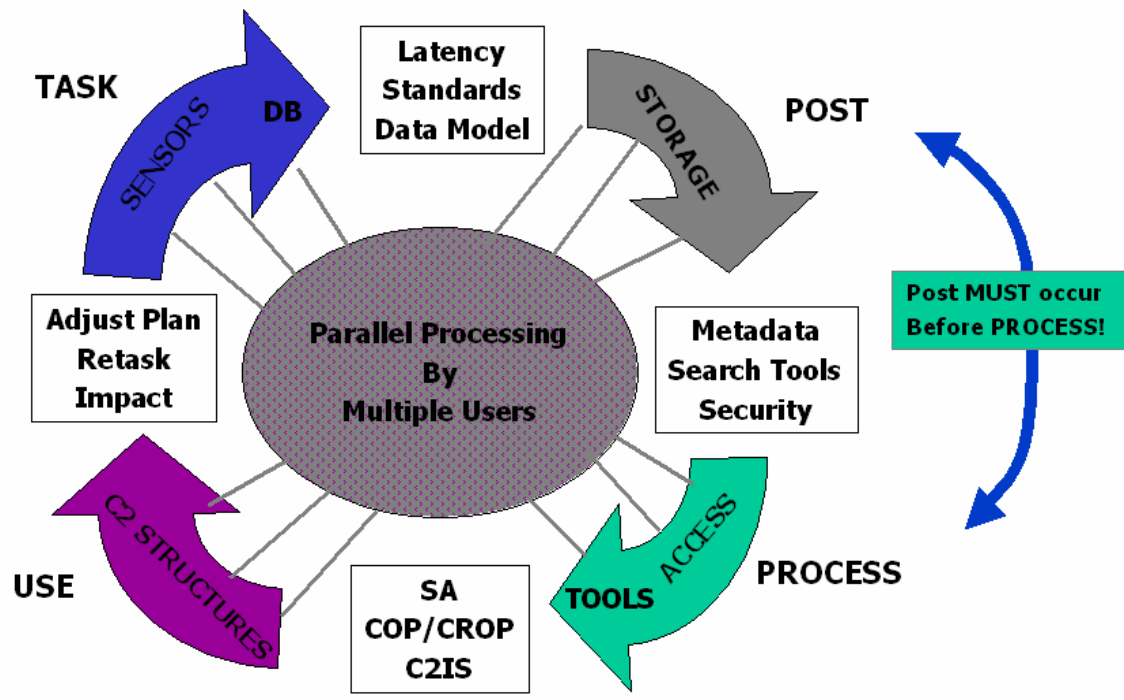 TASK
SENSORS
DB
Latency
Standards
Data Model
STORAGE
POST
Post MUST occur
Before PROCESS!
Adjust Plan
Retask
Impact
Parallel Processing
By
Multiple Users
Metadata
Search Tools
Security
USE
C2 STRUCTURES
SA
COP/CROP
C2IS
TOOLS
ACCESS
PROCESS